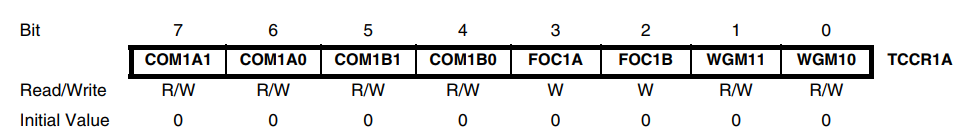 Bit 7 6 5 4 3 2 1 0
COM1A1 COM1A0 COM1B1 COM1B0 FOC1A FOC1B WGM11 WGM10 TCCR1A
Read/Write R/W R/W R/W R/W W W R/W R/W
Initial Value 0 0 0 0 0 0 0 0